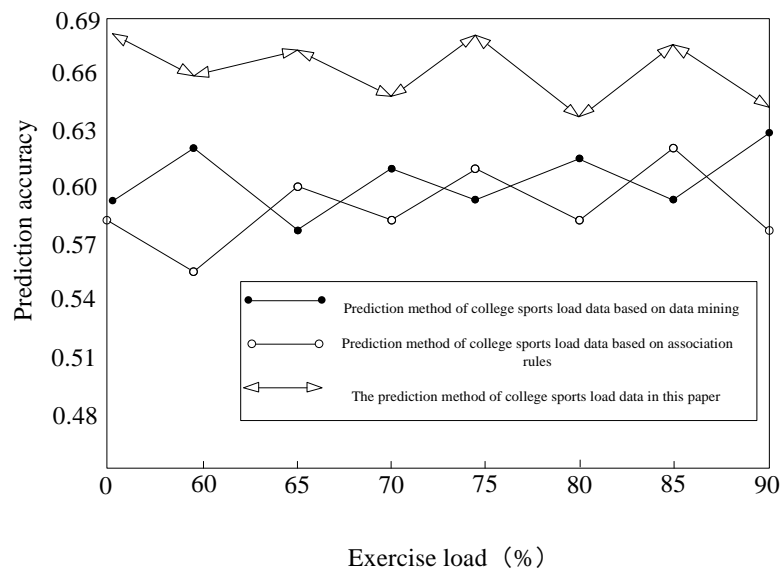 0.69
0.66
0.63
0.60
0.57
0.54
0.51
0.48
Prediction accuracy
Prediction method of college sports load data based on data mining
Prediction method of college sports load data based on association
rules
The prediction method of college sports load data in this paper
0 60 65 70 75 80 85 90
Exercise load（%）